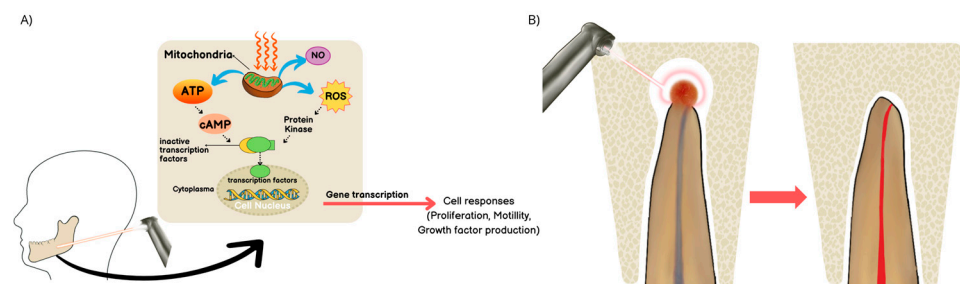 A)
B)
Mitochondria
NO
ATP
ROS
cAMP
Protein
Kinase
inactive
transcription
factors
transcription factors
Cytoplasma
Cell Nucleus
Gene transcription
Cell responses
(Proliferation, Motillity,
Growth factor production)